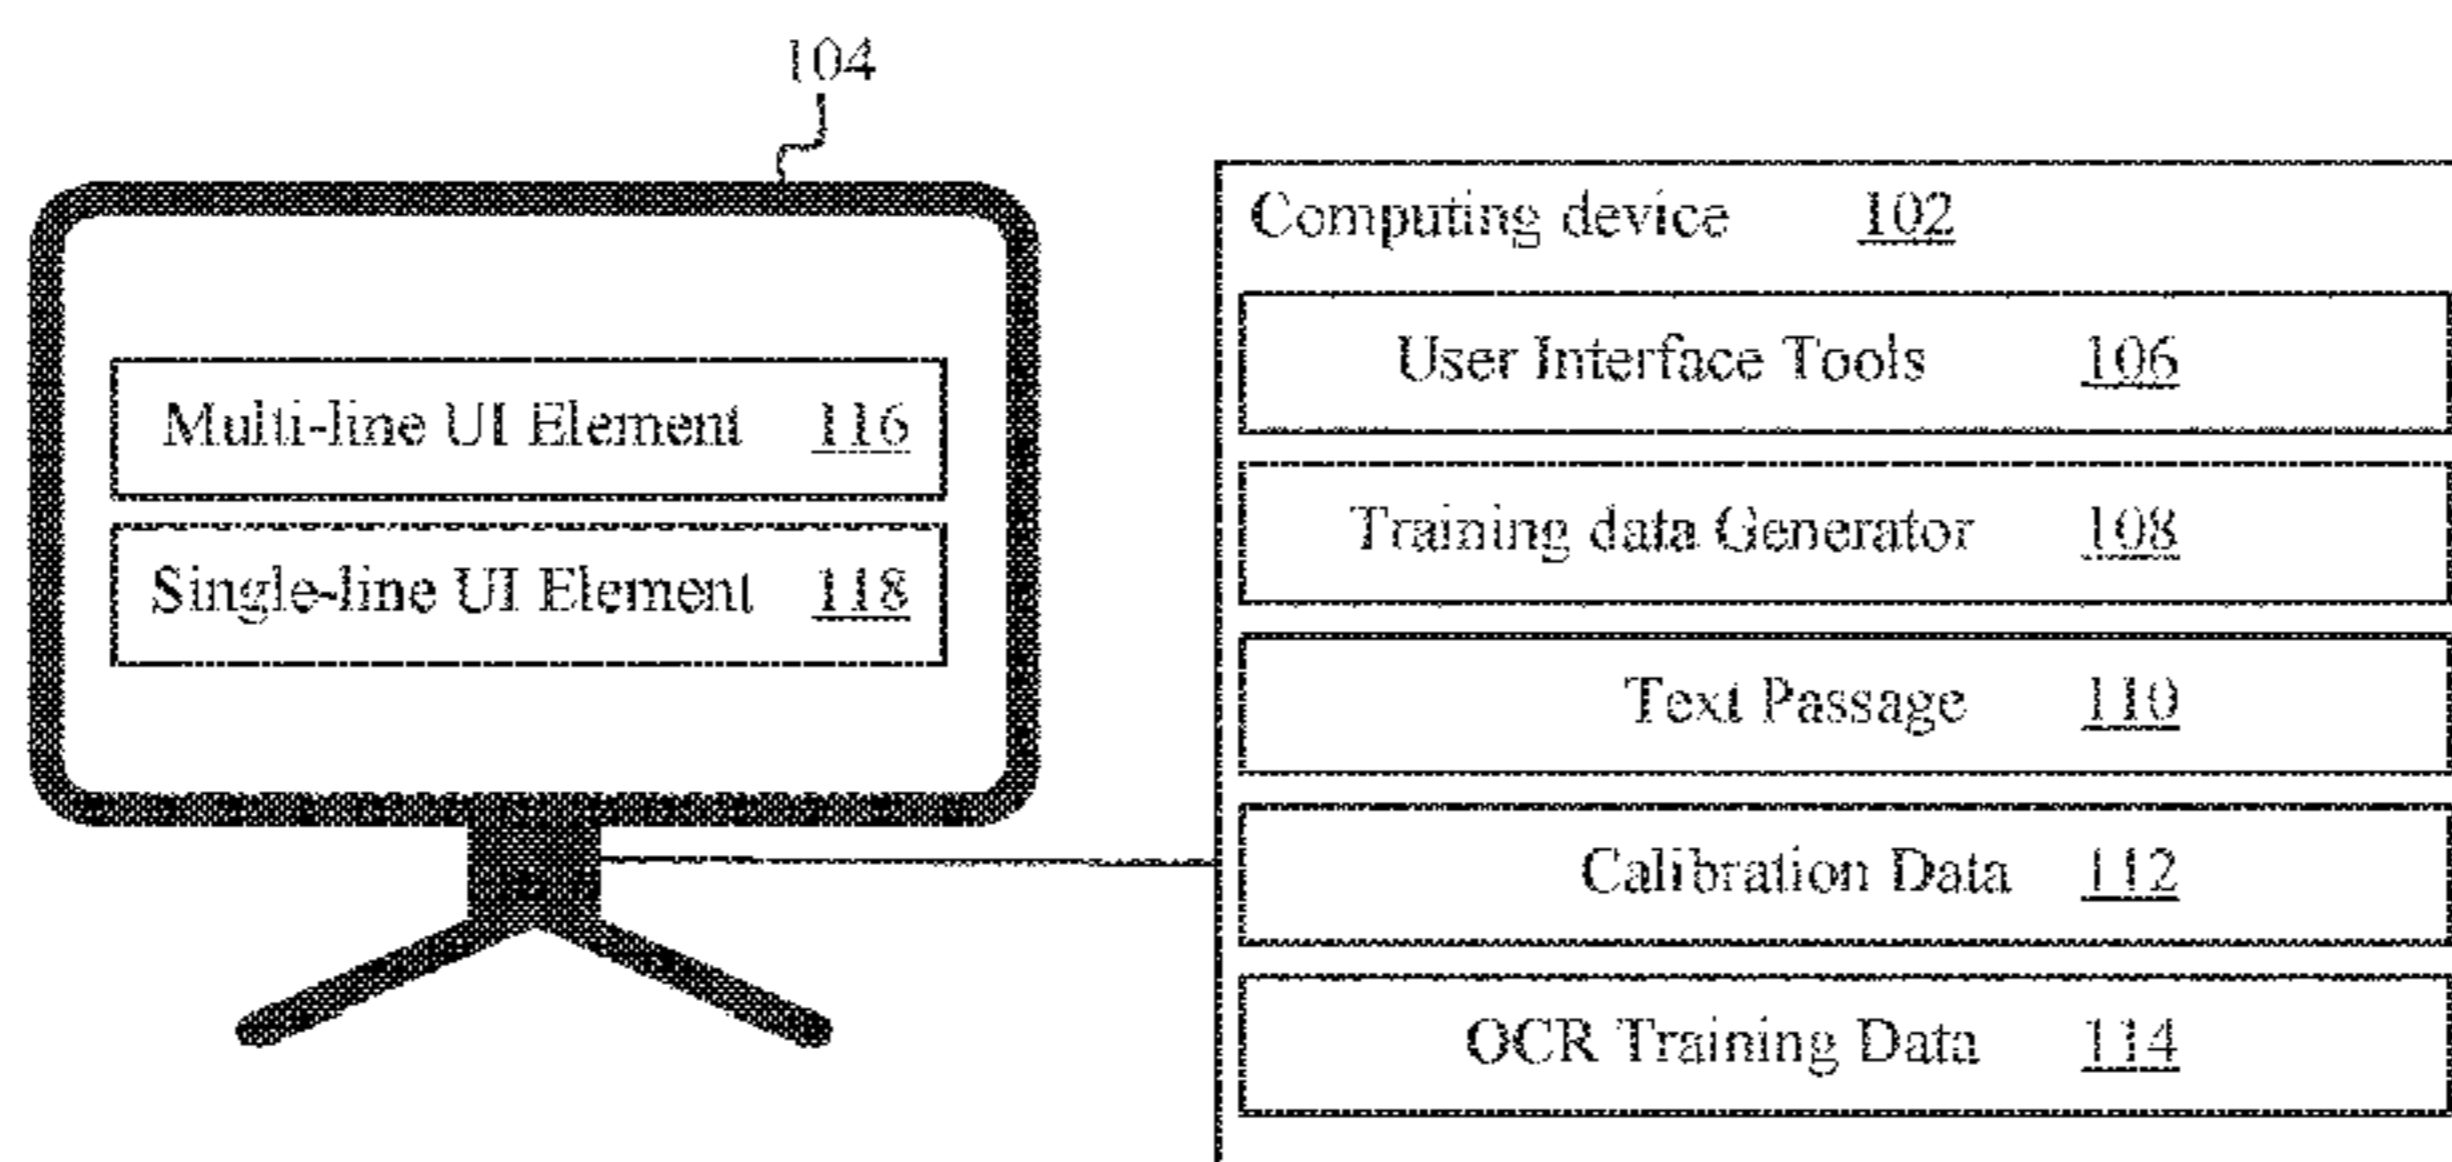 104
Multi-line UI Element 116
Single-line UI Element 118
Computing device 102
User Interface Tools 106
Training data Generator 108
Text Passage 110
Calibration Data 112
OCR Training Data 114